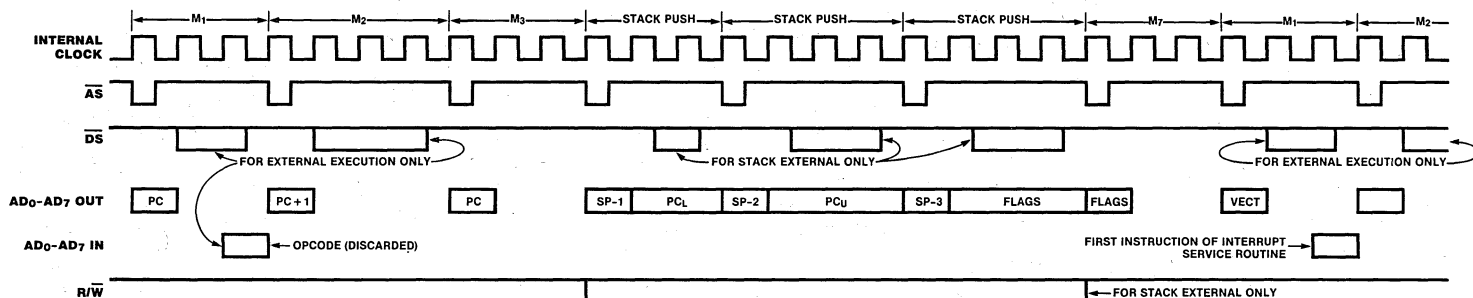 M1 M2 M3 STACK PUSH STACK PUSH STACK PUSH M7 M1 M2
INTERNAL
CLOCK
AS
DS
FOR EXTERNAL EXECUTION ONLY
FOR STACK EXTERNAL ONLY
FOR EXTERNAL EXECUTION ONLY
AD0-AD7 OUT
PC PC + 1 PC SP-1 PCL SP-2 PCU SP-3 FLAGS FLAGS VECT
AD0-AD7 IN
OPCODE (DISCARDED)
FIRST INSTRUCTION OF INTERRUPT
SERVICE ROUTINE
R/W
FOR STACK EXTERNAL ONLY